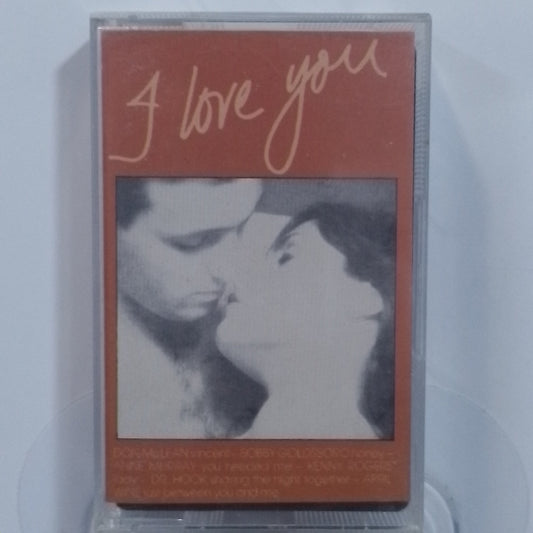 I love you
DON McLEAN vincent - BOBBY GOLDSBORO honey -
ANNE MURRAY you needed me - KENNY ROGERS
lady - DR. HOOK sharing the night together - APRIL
WINE just between you and me